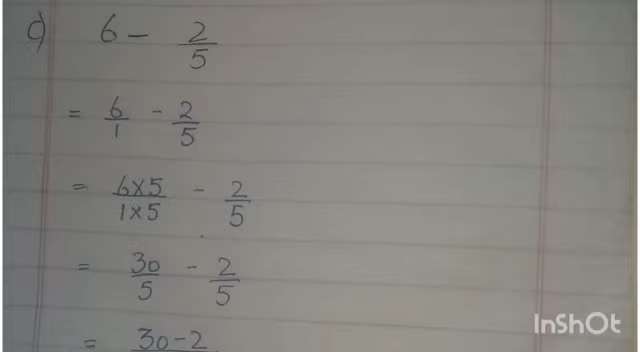 c) 6 - 2/5
= 6/1 - 2/5
= 6×5/1×5 - 2/5
= 30/5 - 2/5
= 30-2
InShOt